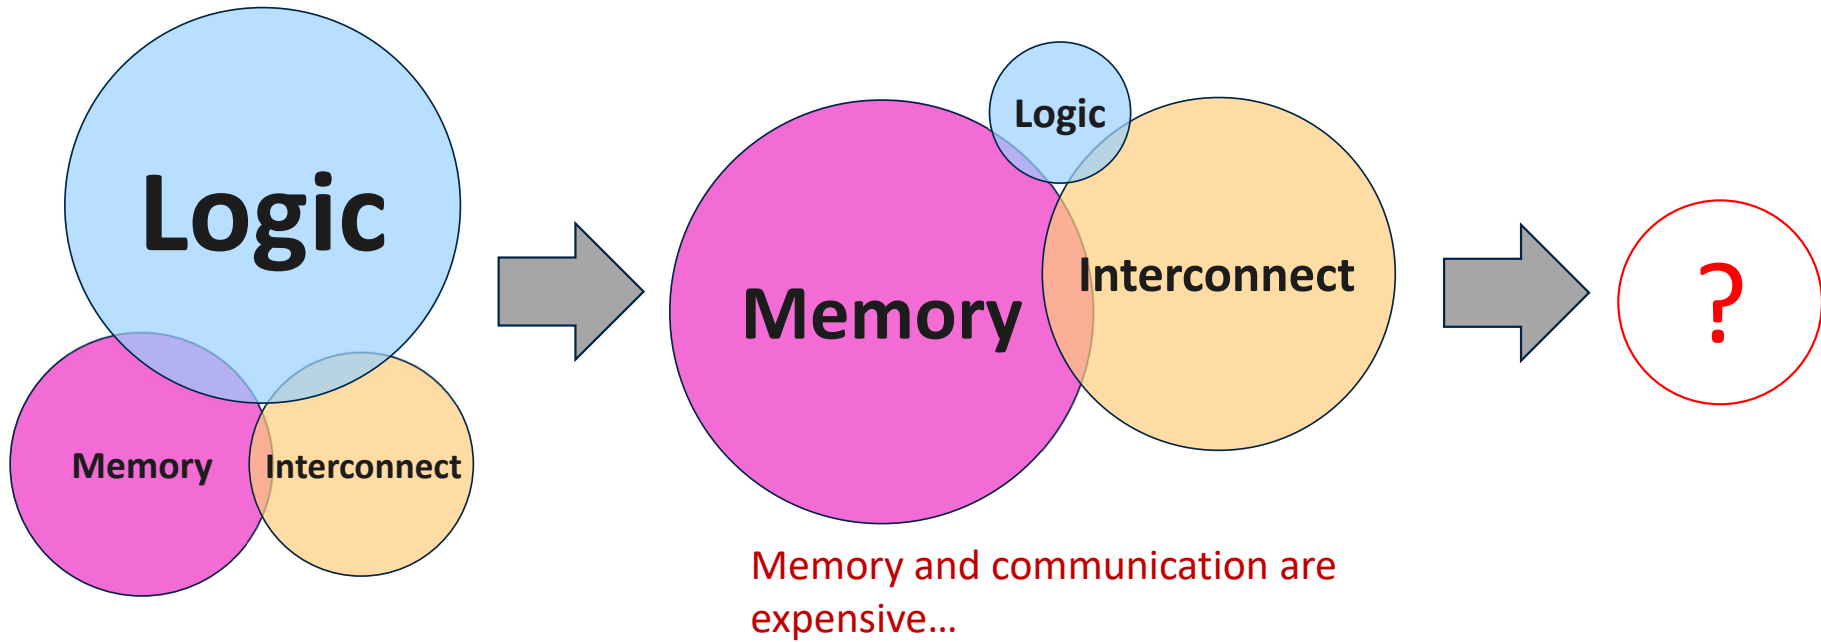 Logic
Memory
Interconnect
Logic
Memory
Interconnect
Memory and communication are
expensive…
?